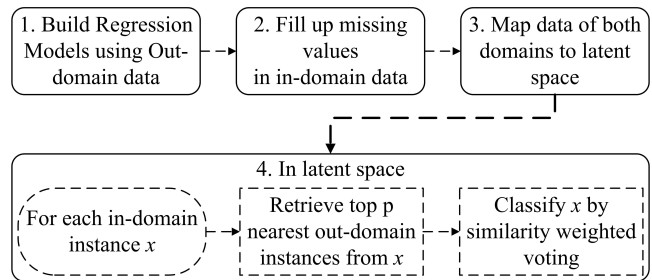 1. Build Regression
Models using Out-
domain data
2. Fill up missing
values
in in-domain data
3. Map data of both
domains to latent
space
4. In latent space
For each in-domain
instance x
Retrieve top p
nearest out-domain
instances from x
Classify x by
similarity weighted
voting